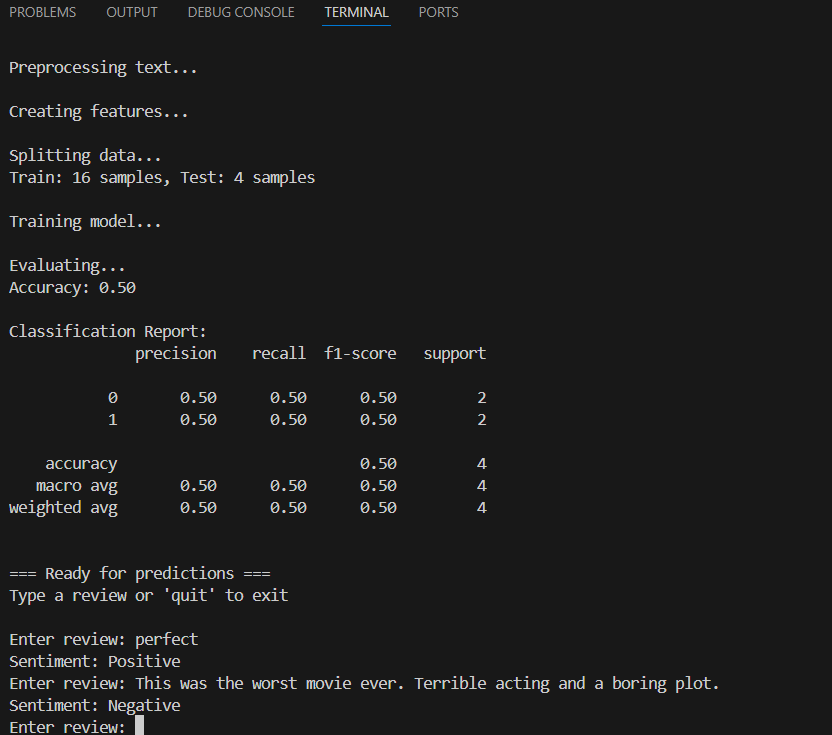 PROBLEMS OUTPUT DEBUG CONSOLE TERMINAL PORTS
Preprocessing text...
Creating features...
Splitting data...
Train: 16 samples, Test: 4 samples
Training model...
Evaluating...
Accuracy: 0.50
Classification Report:
precision recall f1-score support
0 0.50 0.50 0.50 2
1 0.50 0.50 0.50 2
accuracy 0.50 4
macro avg 0.50 0.50 0.50 4
weighted avg 0.50 0.50 0.50 4
=== Ready for predictions ===
Type a review or 'quit' to exit
Enter review: perfect
Sentiment: Positive
Enter review: This was the worst movie ever. Terrible acting and a boring plot.
Sentiment: Negative
Enter review: